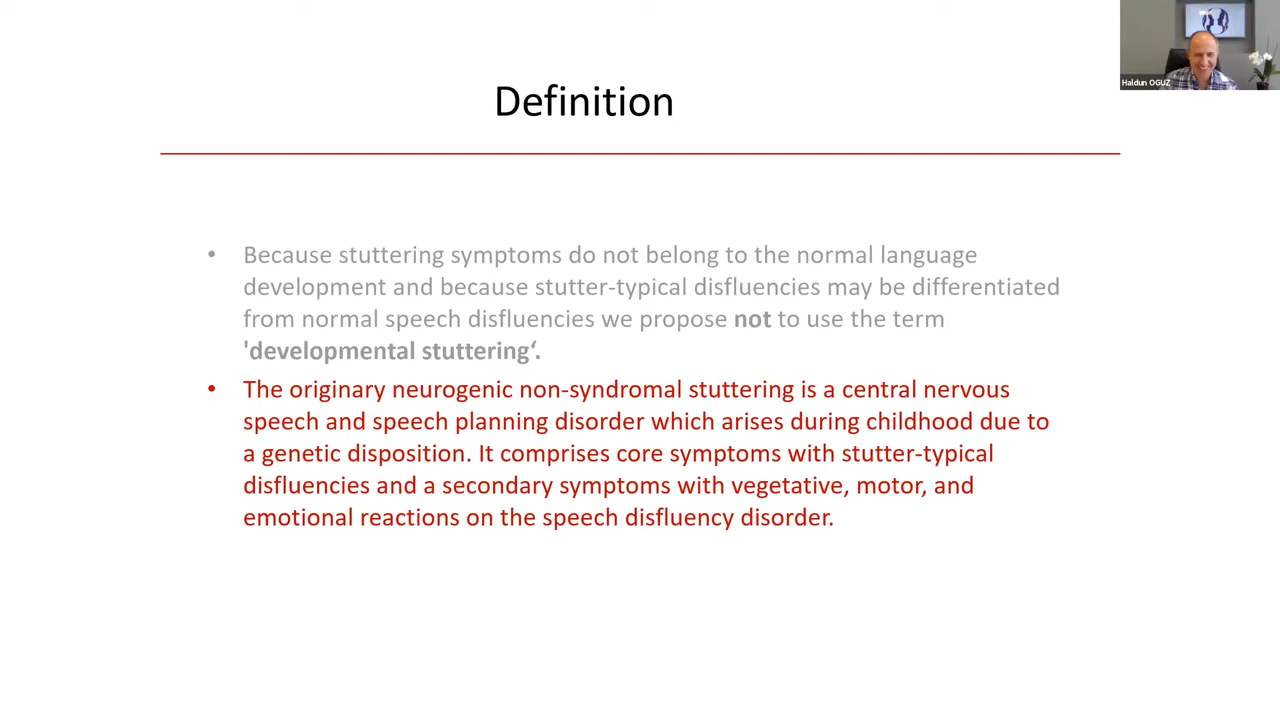 Haldun OGUZ
Definition
• Because stuttering symptoms do not belong to the normal language
development and because stutter-typical disfluencies may be differentiated
from normal speech disfluencies we propose not to use the term
'developmental stuttering‘.
• The originary neurogenic non-syndromal stuttering is a central nervous
speech and speech planning disorder which arises during childhood due to
a genetic disposition. It comprises core symptoms with stutter-typical
disfluencies and a secondary symptoms with vegetative, motor, and
emotional reactions on the speech disfluency disorder.